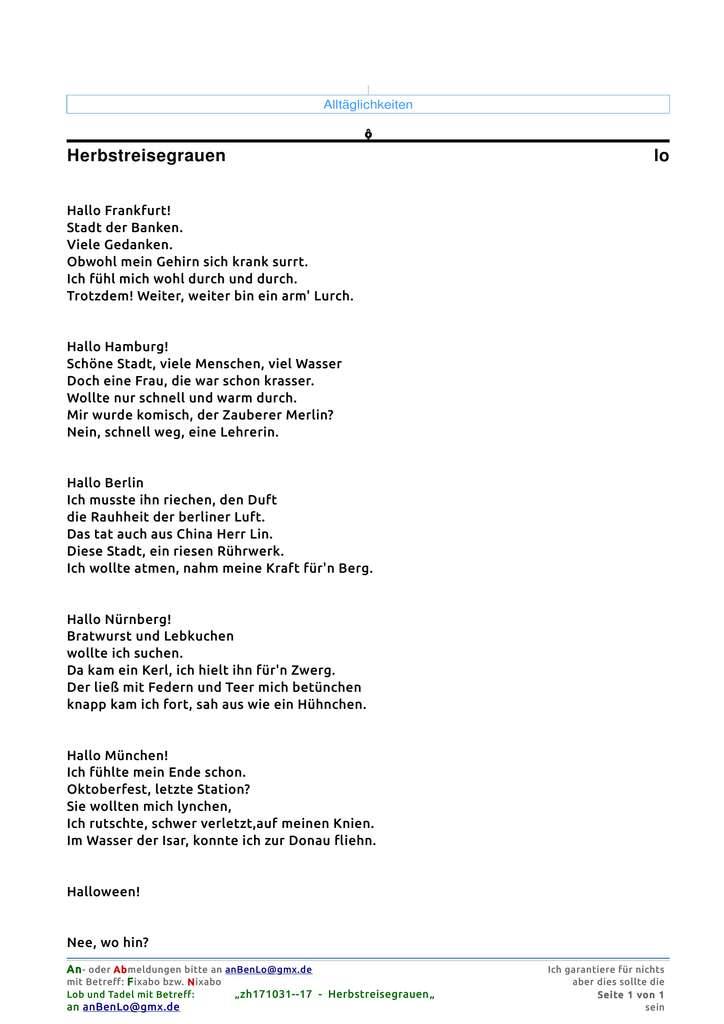 Alltäglichkeiten
ô
Herbstreisegrauen lo
Hallo Frankfurt!
Stadt der Banken.
Viele Gedanken.
Obwohl mein Gehirn sich krank surrt.
Ich fühl mich wohl durch und durch.
Trotzdem! Weiter, weiter bin ein arm' Lurch.
Hallo Hamburg!
Schöne Stadt, viele Menschen, viel Wasser
Doch eine Frau, die war schon krasser.
Wollte nur schnell und warm durch.
Mir wurde komisch, der Zauberer Merlin?
Nein, schnell weg, eine Lehrerin.
Hallo Berlin
Ich musste ihn riechen, den Duft
die Rauhheit der berliner Luft.
Das tat auch aus China Herr Lin.
Diese Stadt, ein riesen Rührwerk.
Ich wollte atmen, nahm meine Kraft für'n Berg.
Hallo Nürnberg!
Bratwurst und Lebkuchen
wollte ich suchen.
Da kam ein Kerl, ich hielt ihn für'n Zwerg.
Der ließ mit Federn und Teer mich betünchen
knapp kam ich fort, sah aus wie ein Hühnchen.
Hallo München!
Ich fühlte mein Ende schon.
Oktoberfest, letzte Station?
Sie wollten mich lynchen,
Ich rutschte, schwer verletzt,auf meinen Knien.
Im Wasser der Isar, konnte ich zur Donau fliehn.
Halloween!
Nee, wo hin?
An- oder Abmeldungen bitte an anBenLo@gmx.de Ich garantiere für nichts
mit Betreff: Fixabo bzw. Nixabo aber dies sollte die
Lob und Tadel mit Betreff: „zh171031--17 - Herbstreisegrauen„ Seite 1 von 1
an anBenLo@gmx.de sein